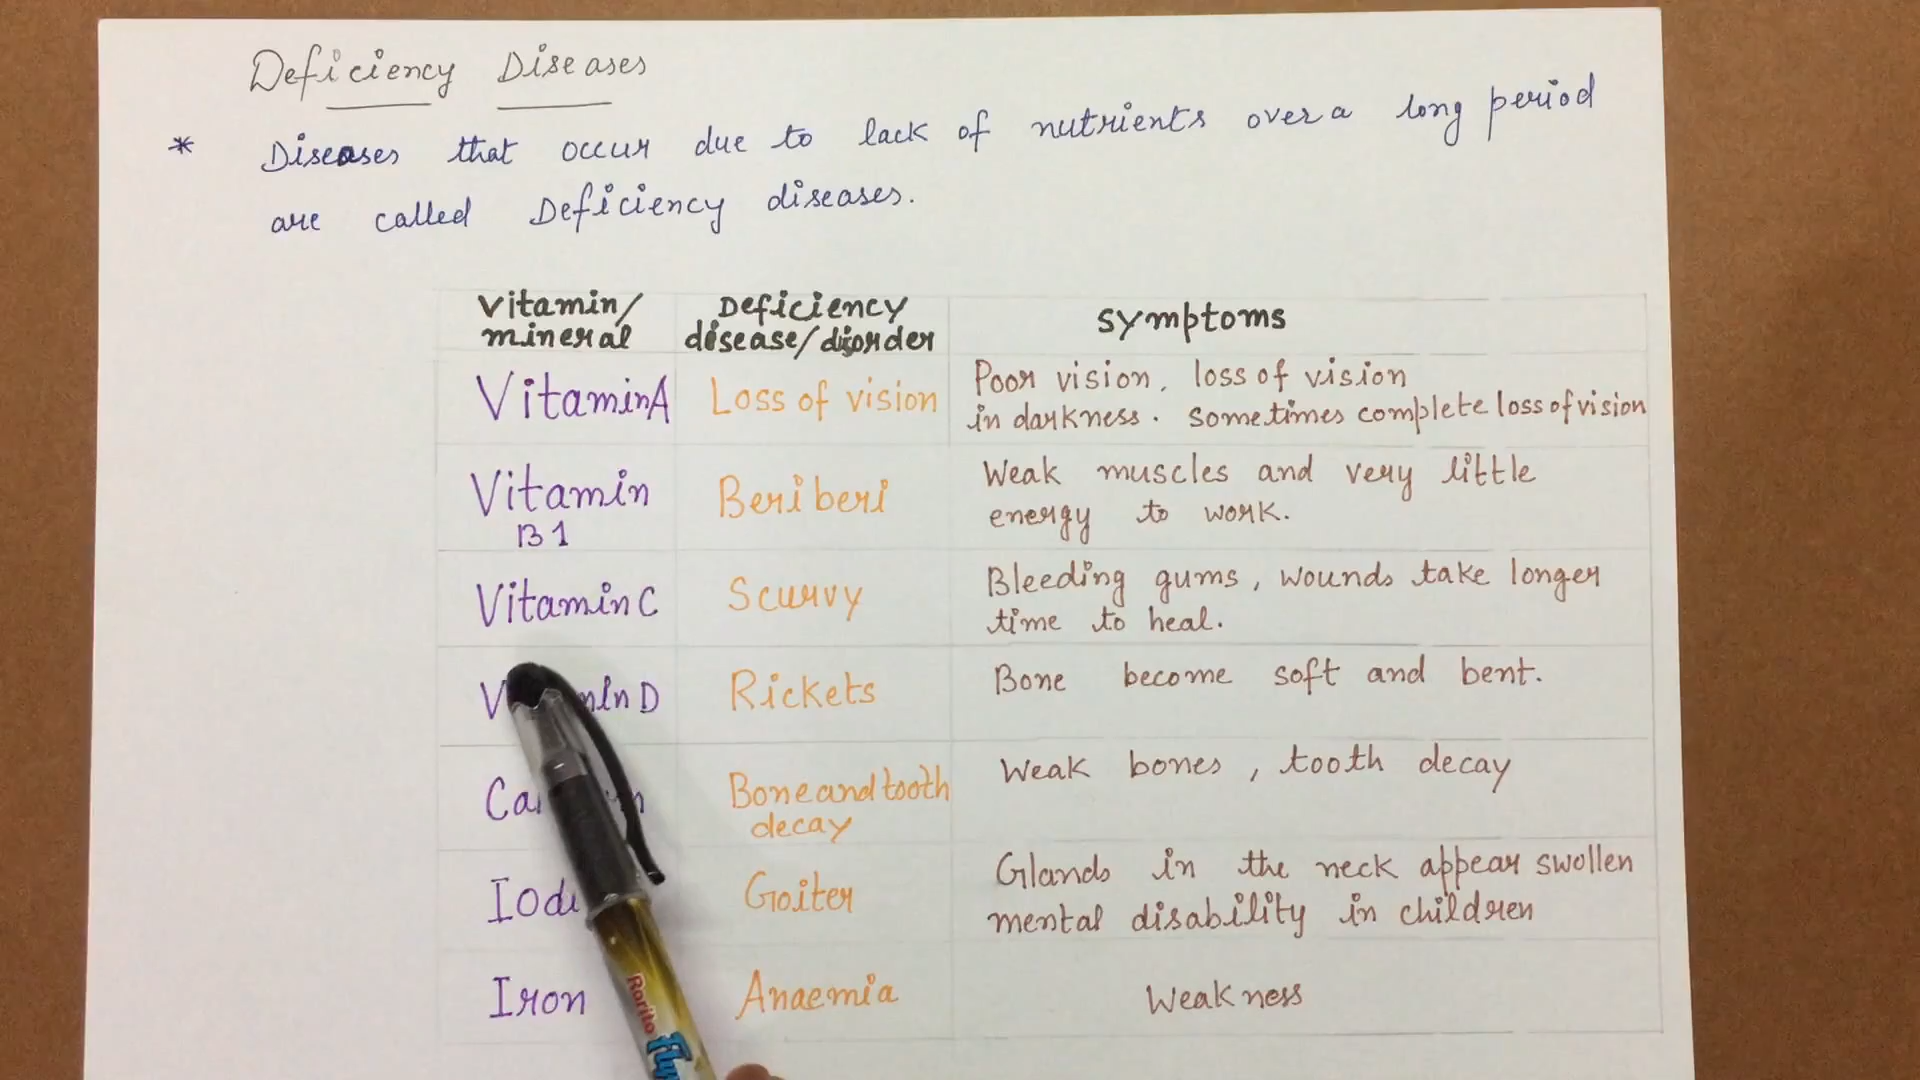 Deficiency Diseases
* Diseases that occur due to lack of nutrients over a long period
are called Deficiency diseases.
Vitamin/
mineral
Deficiency
disease/disorder
Symptoms
Vitamin A
Loss of vision
Poor vision, loss of vision
in darkness. Sometimes complete loss of vision
Vitamin
B1
Beri beri
Weak muscles and very little
energy to work.
Vitamin C
Scurvy
Bleeding gums, wounds take longer
time to heal.
D
Rickets
Bone become soft and bent.
Bone and tooth
decay
Weak bones, tooth decay
Goiter
Glands in the neck appear swollen
mental disability in children
Iron
Anaemia
Weakness
Rorito